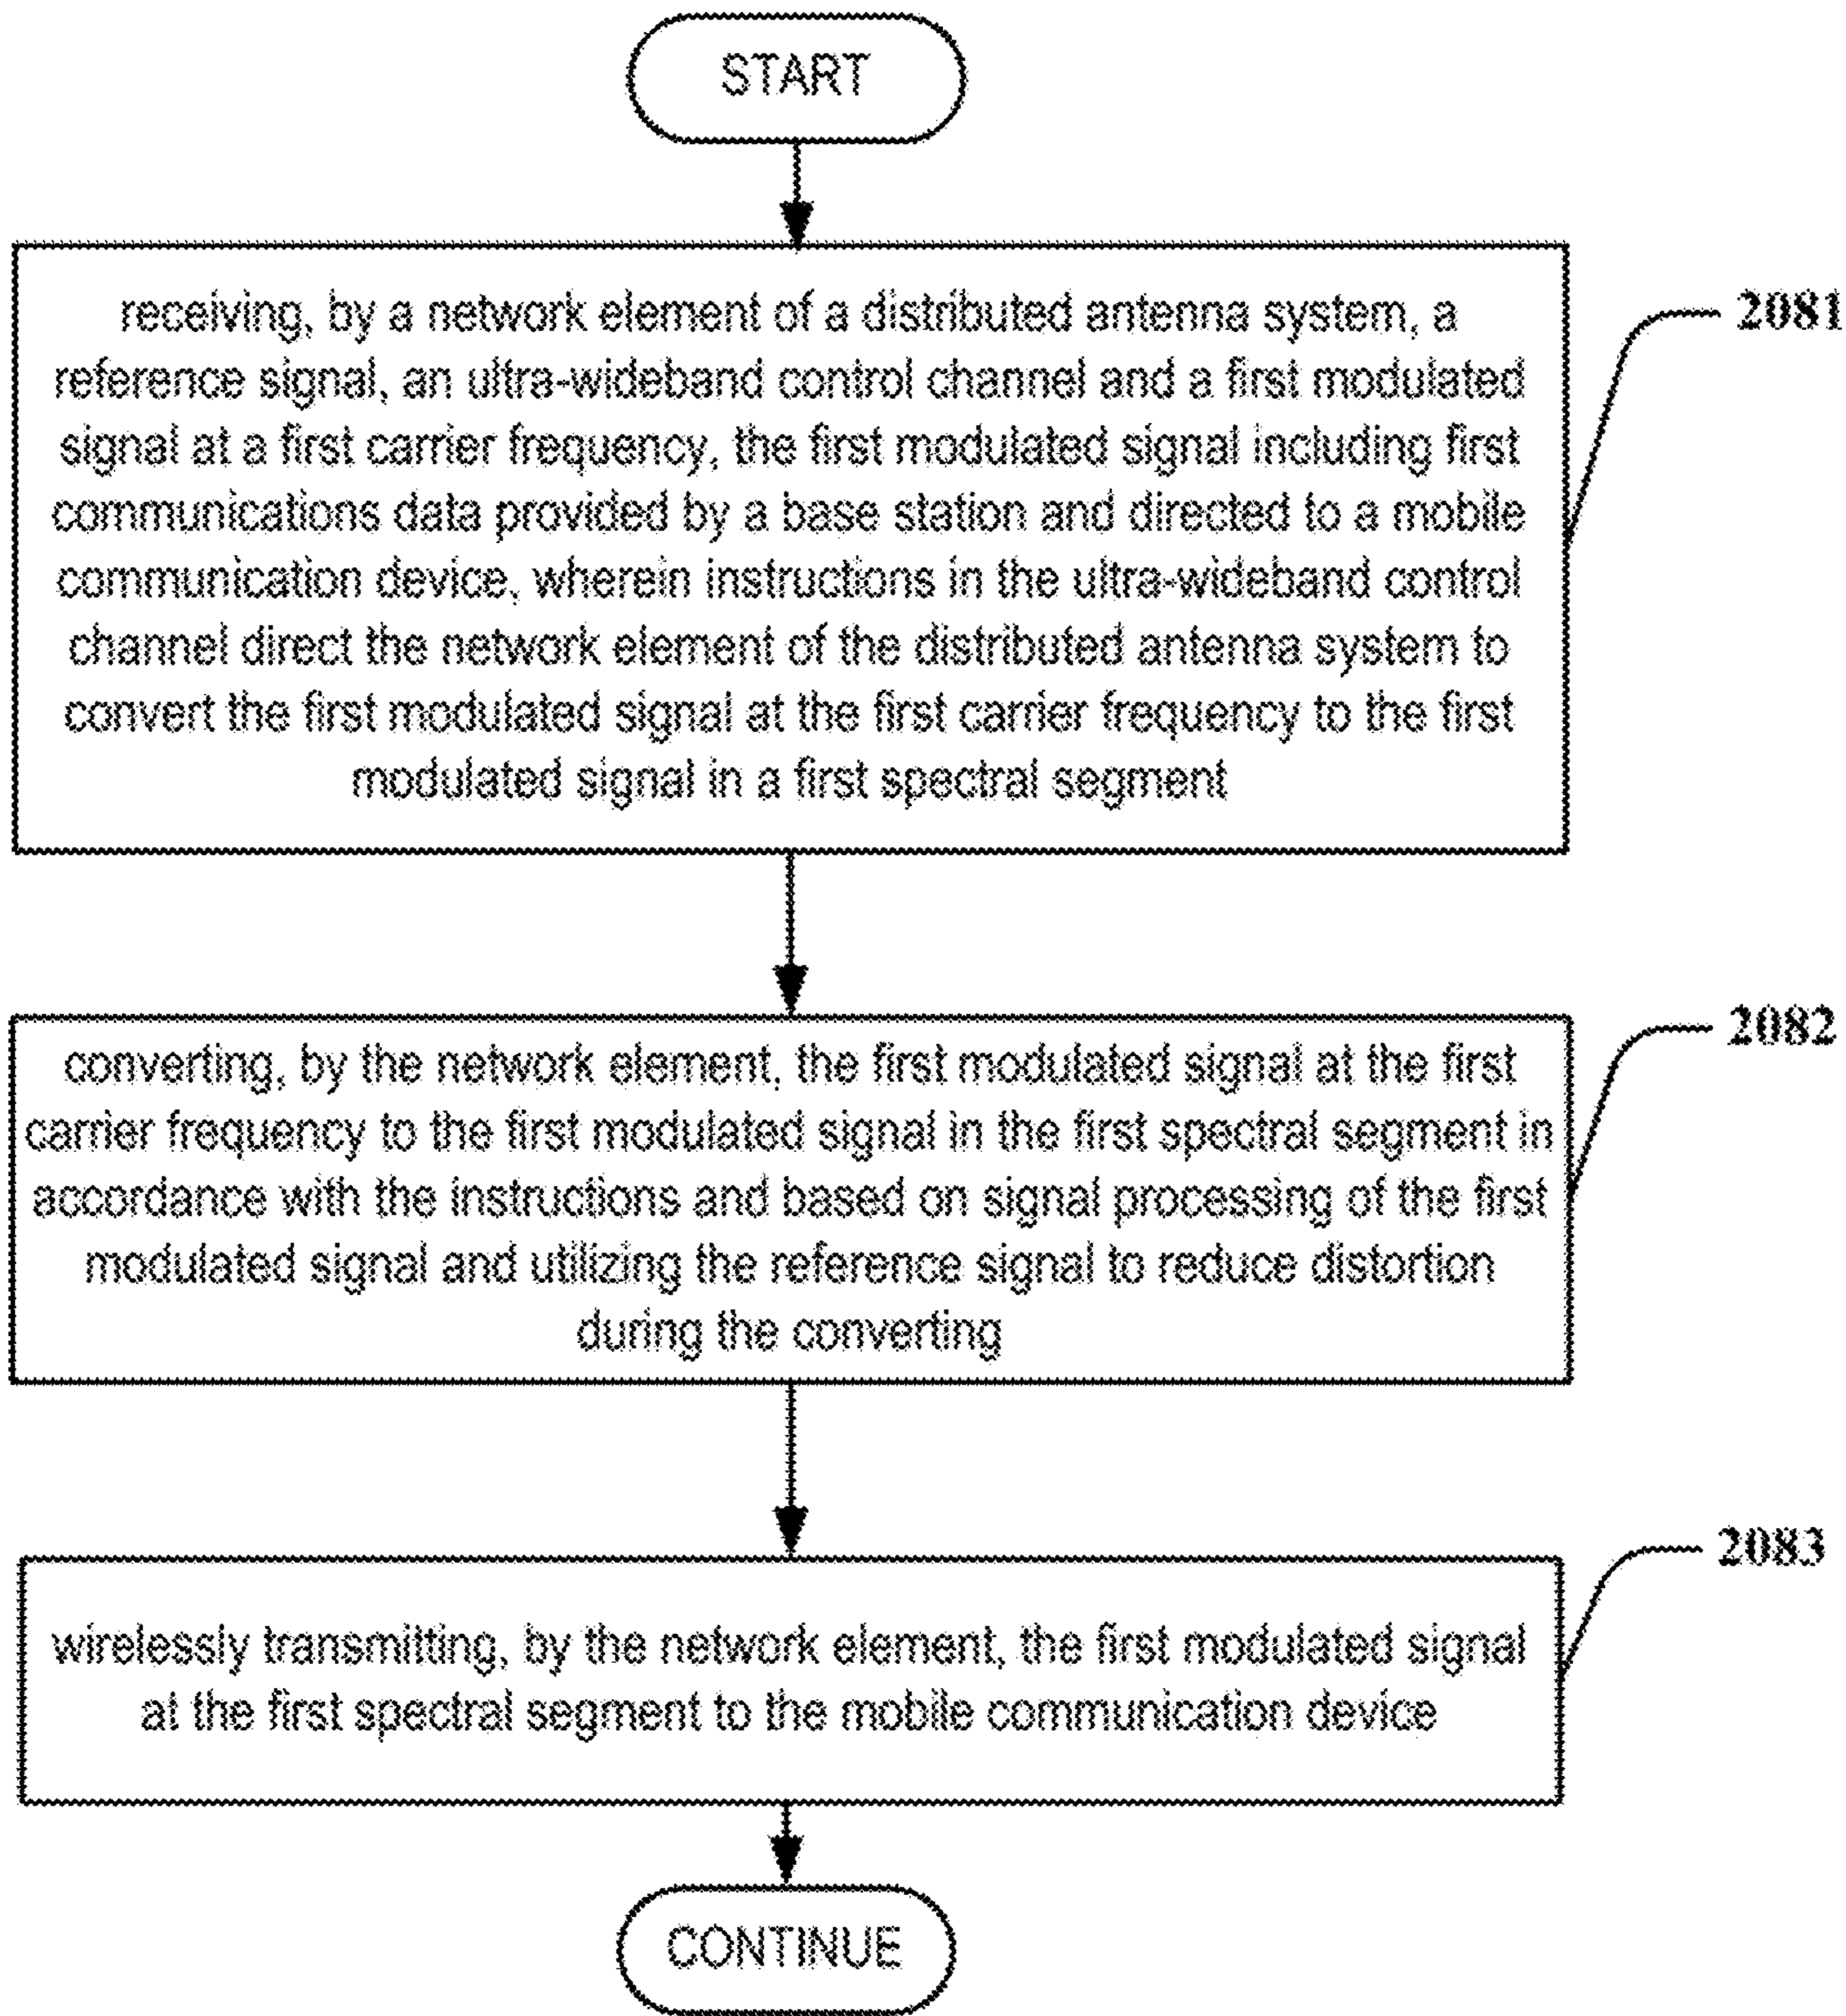 START
receiving, by a network element of a distributed antenna system, a
reference signal, an ultra-wideband control channel and a first modulated
signal at a first carrier frequency, the first modulated signal including first
communications data provided by a base station and directed to a mobile
communication device, wherein instructions in the ultra-wideband control
channel direct the network element of the distributed antenna system to
convert the first modulated signal at the first carrier frequency to the first
modulated signal in a first spectral segment
2081
converting, by the network element, the first modulated signal at the first
carrier frequency to the first modulated signal in the first spectral segment in
accordance with the instructions and based on signal processing of the first
modulated signal and utilizing the reference signal to reduce distortion
during the converting
2082
wirelessly transmitting, by the network element, the first modulated signal
at the first spectral segment to the mobile communication device
2083
CONTINUE